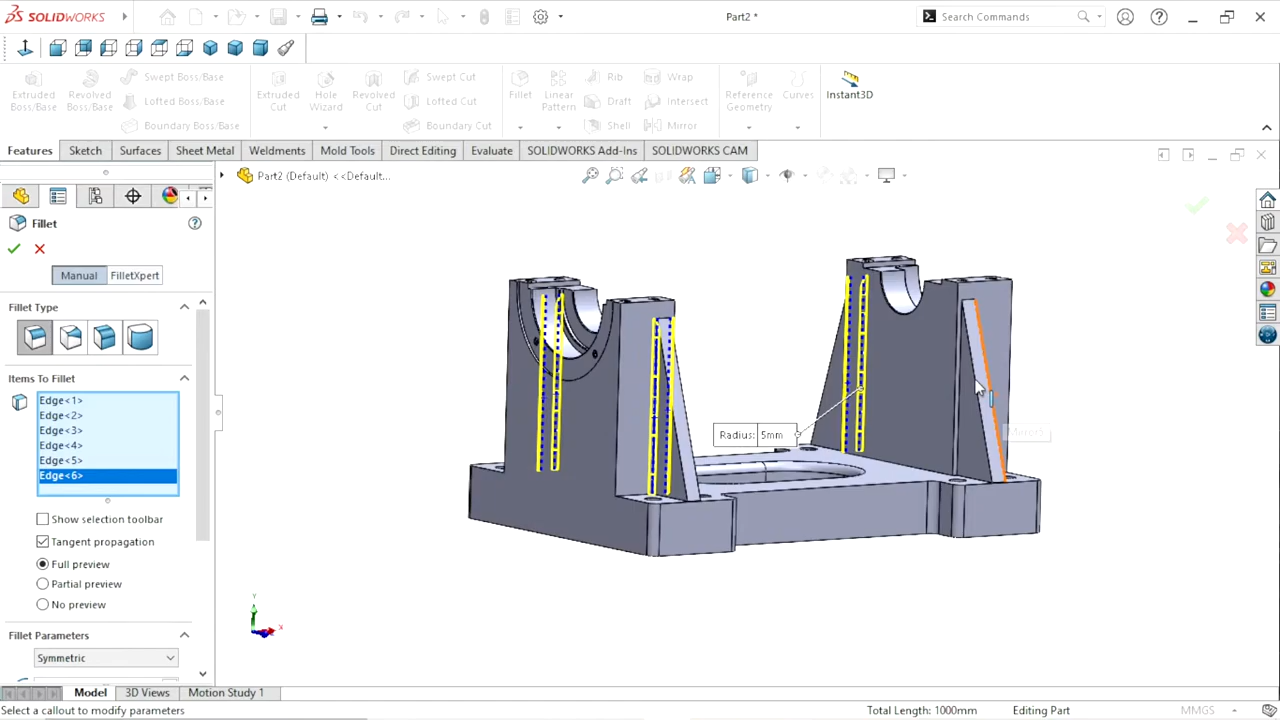 SOLIDWORKS
Part2 *
Search Commands
Extruded Boss/Base
Revolved Boss/Base
Swept Boss/Base
Lofted Boss/Base
Boundary Boss/Base
Extruded Cut
Hole Wizard
Revolved Cut
Swept Cut
Lofted Cut
Boundary Cut
Fillet
Linear Pattern
Rib
Draft
Shell
Wrap
Intersect
Mirror
Reference Geometry
Curves
Instant3D
Features
Sketch
Surfaces
Sheet Metal
Weldments
Mold Tools
Direct Editing
Evaluate
SOLIDWORKS Add-Ins
SOLIDWORKS CAM
Part2 (Default) <<Default...
Fillet
Manual
FilletXpert
Fillet Type
Items To Fillet
Edge<1>
Edge<2>
Edge<3>
Edge<4>
Edge<5>
Edge<6>
Show selection toolbar
Tangent propagation
Full preview
Partial preview
No preview
Fillet Parameters
Symmetric
Radius: 5mm
Y
X
Model
3D Views
Motion Study 1
Select a callout to modify parameters
Total Length: 1000mm
Editing Part
MMGS